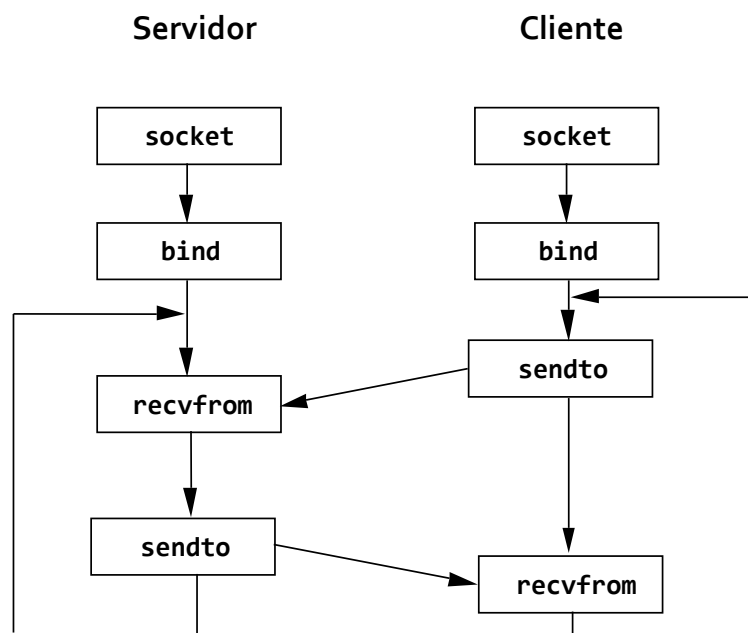 Servidor
Cliente
socket
socket
bind
bind
sendto
recvfrom
sendto
recvfrom